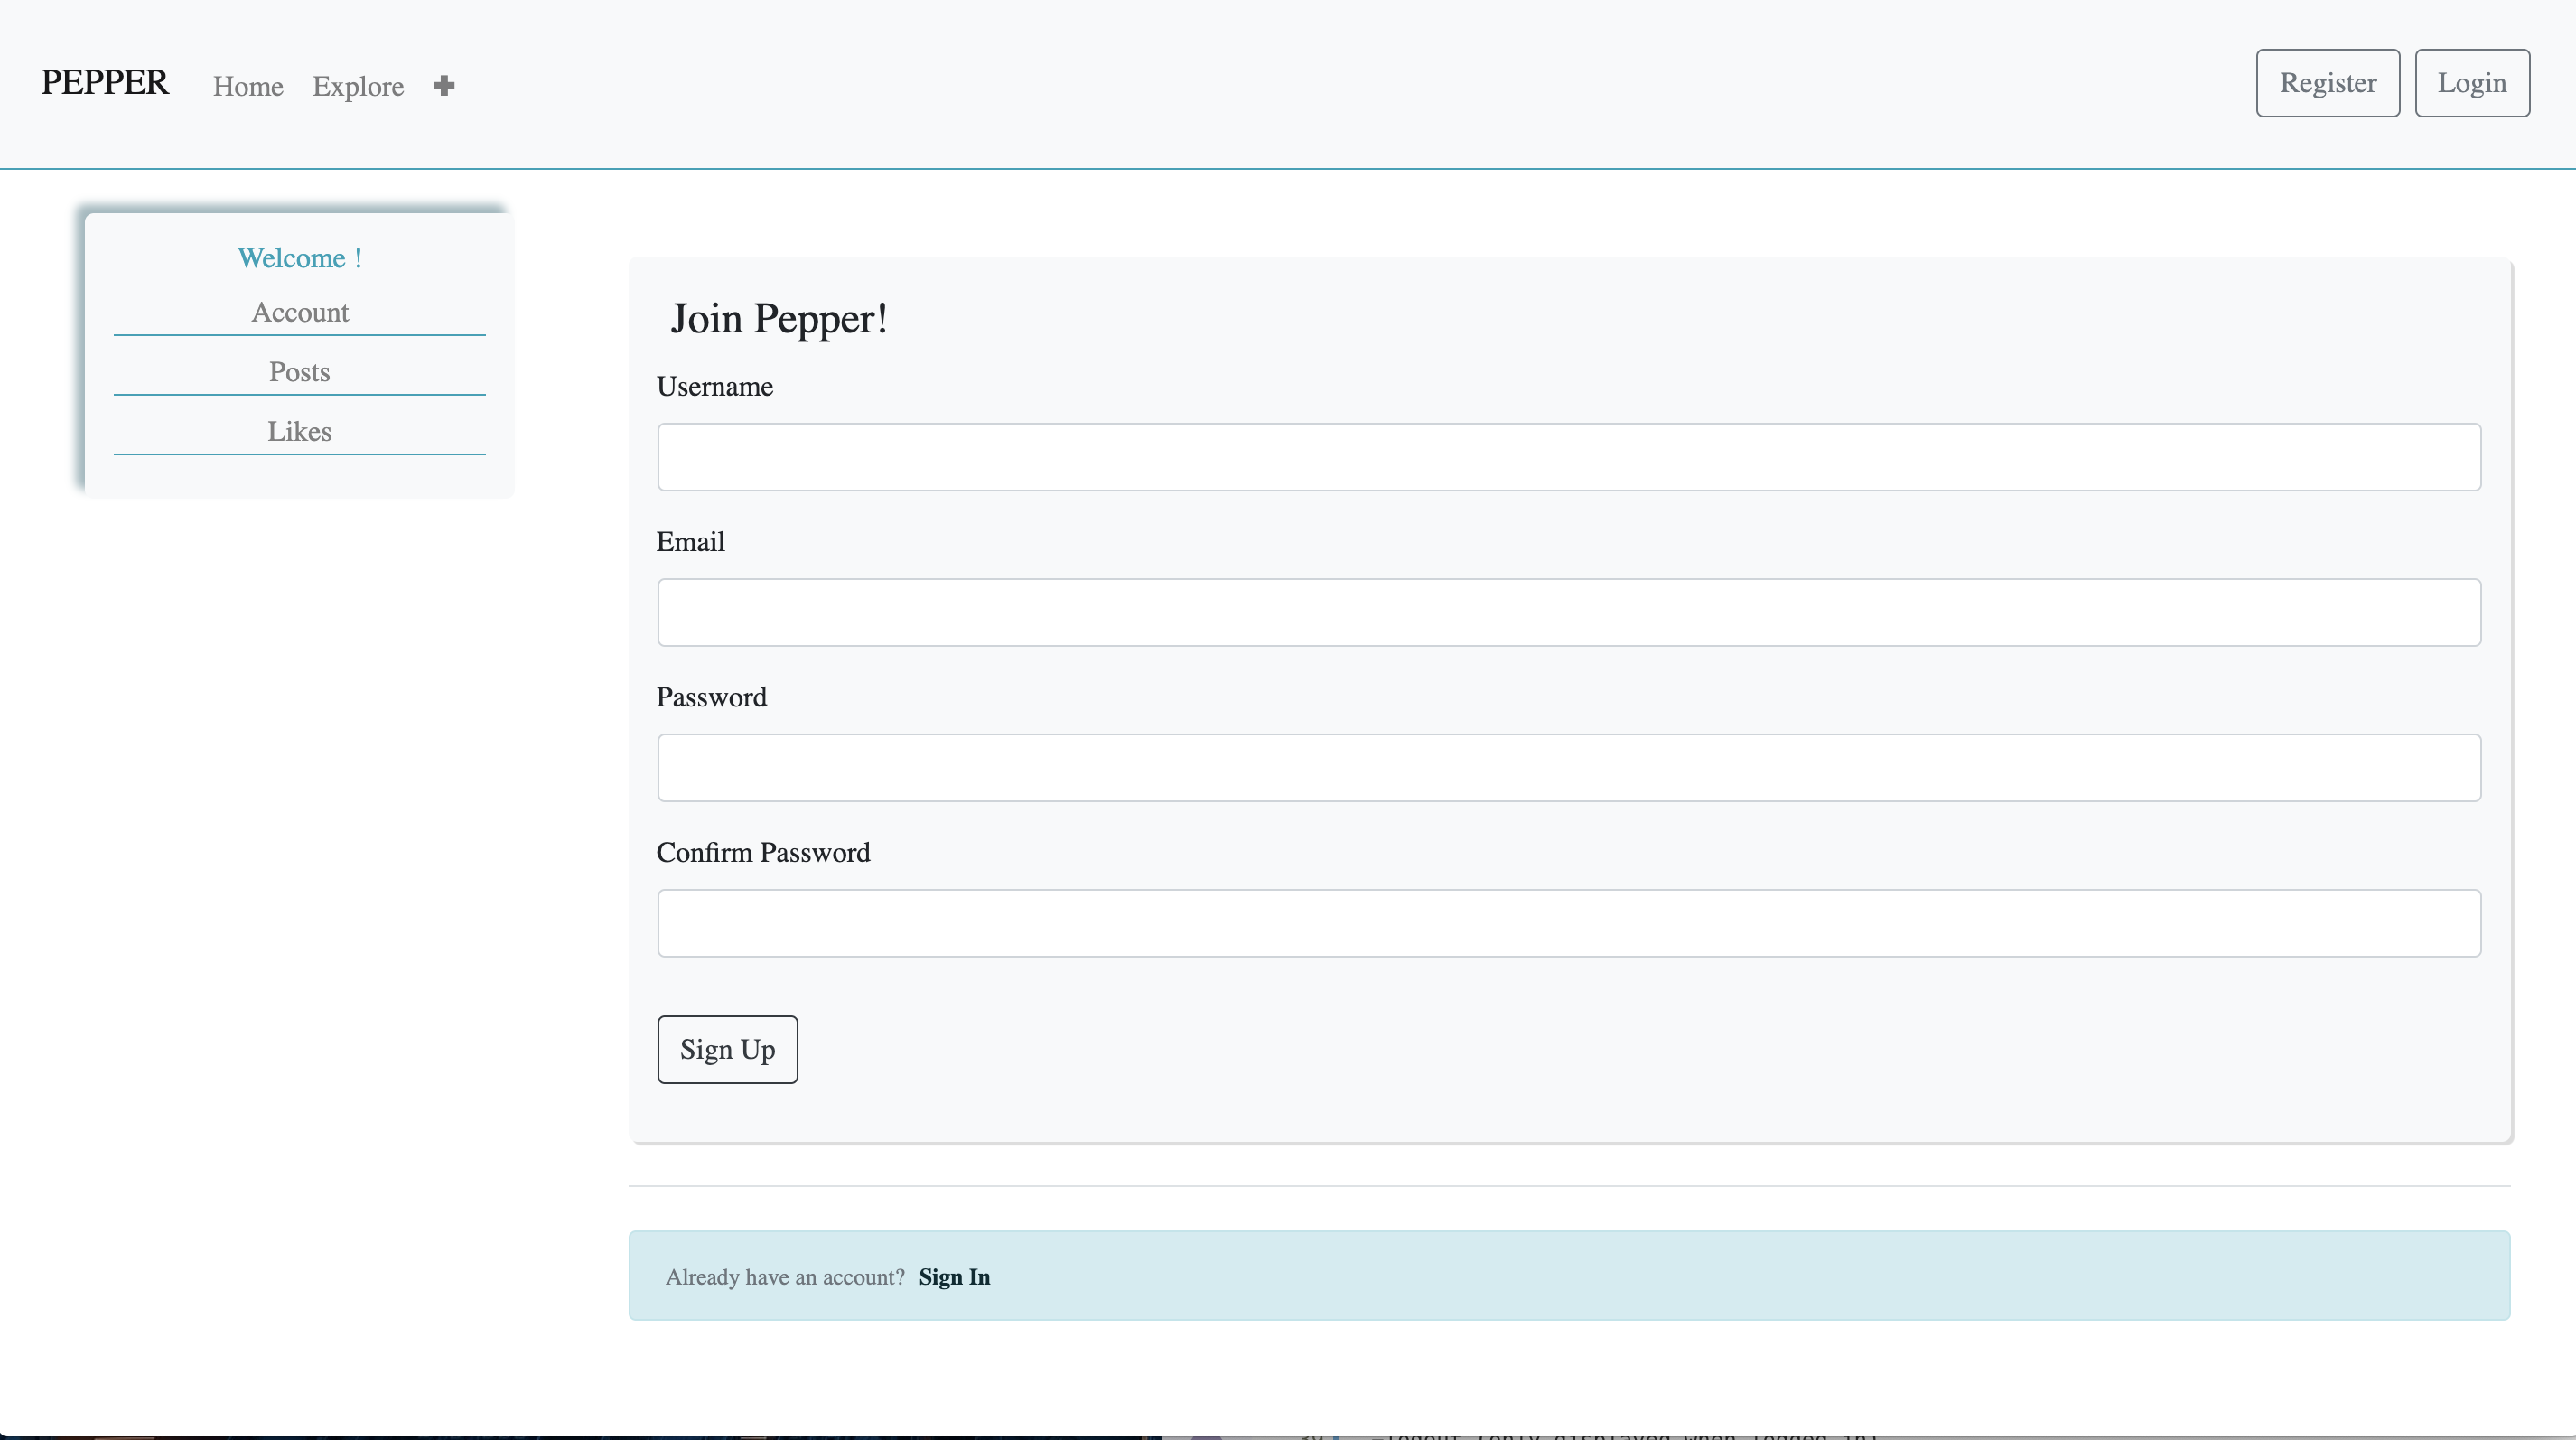 PEPPER Home Explore Register Login
Welcome !
Account
Posts
Likes
Join Pepper!
Username
Email
Password
Confirm Password
Sign Up
Already have an account? Sign In